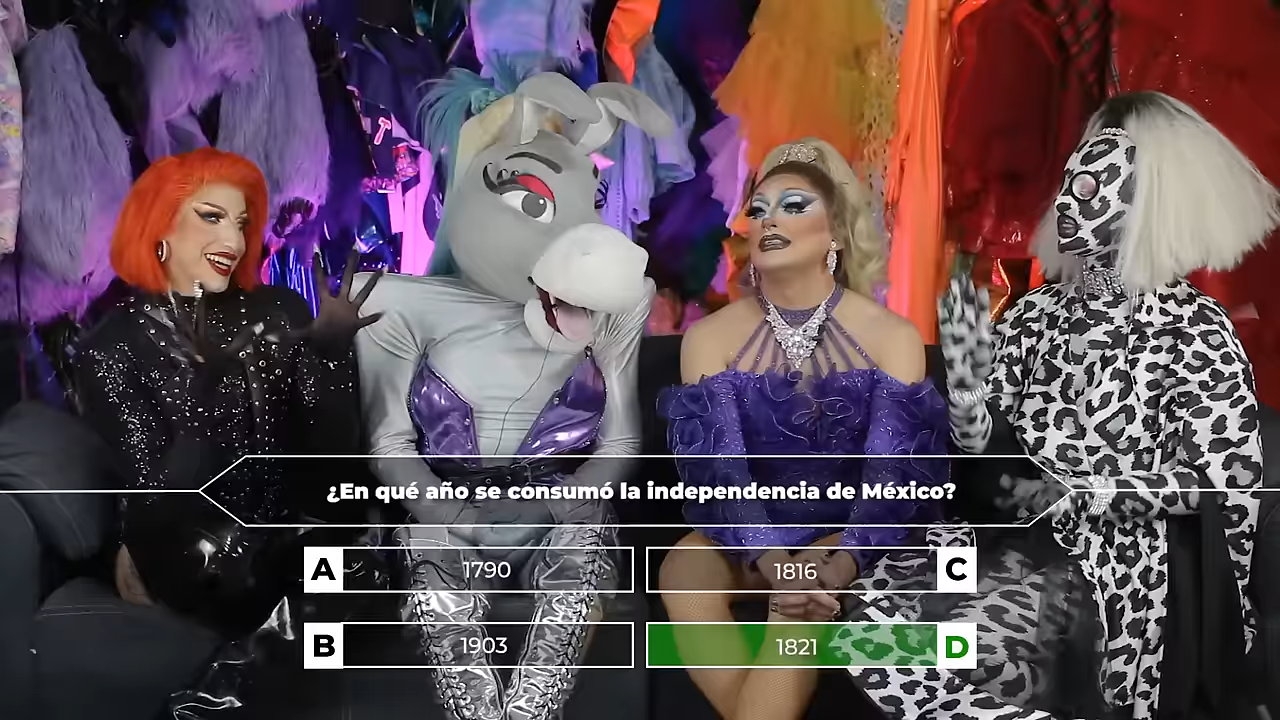 ¿En qué año se consumó la independencia de México?
A 1790
1816 C
B 1903
1821 D